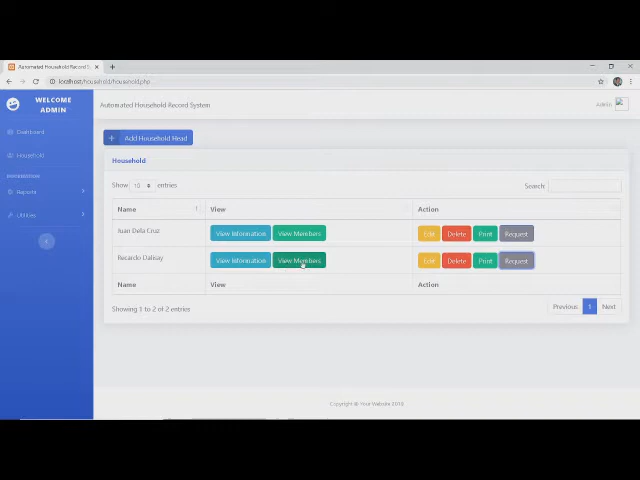 Automated Household Record S
localhost/household/household.php
WELCOME
ADMIN
Dashboard
Household
INFORMATION
Reports
Utilities
Automated Household Record System
Admin
+ Add Household Head
Household
Show 10 entries
Search:
Name View Action
Juan Dela Cruz View Information View Members Edit Delete Print Request
Recardo Dalisay View Information View Members Edit Delete Print Request
Name View Action
Showing 1 to 2 of 2 entries
Previous 1 Next
Copyright © Your Website 2019